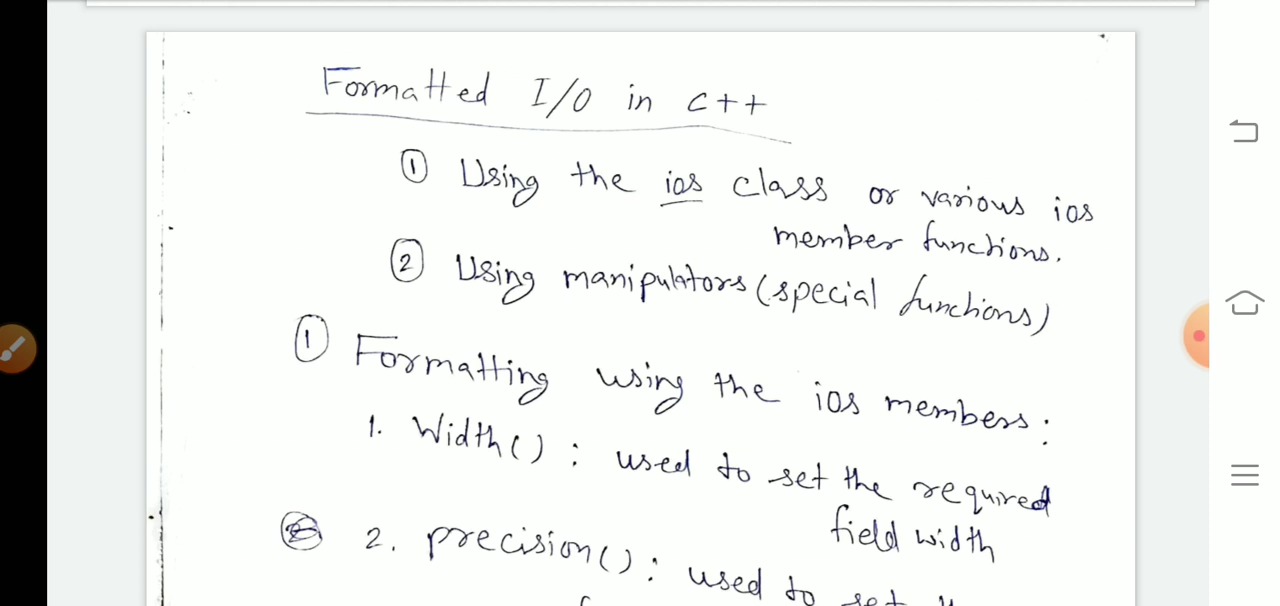 Formatted I/O in C++
① Using the ios class or various ios
member functions.
② Using manipulators (special functions)
① Formatting using the ios members :
1. Width() : used to set the required
field width
2. precision() : used to set